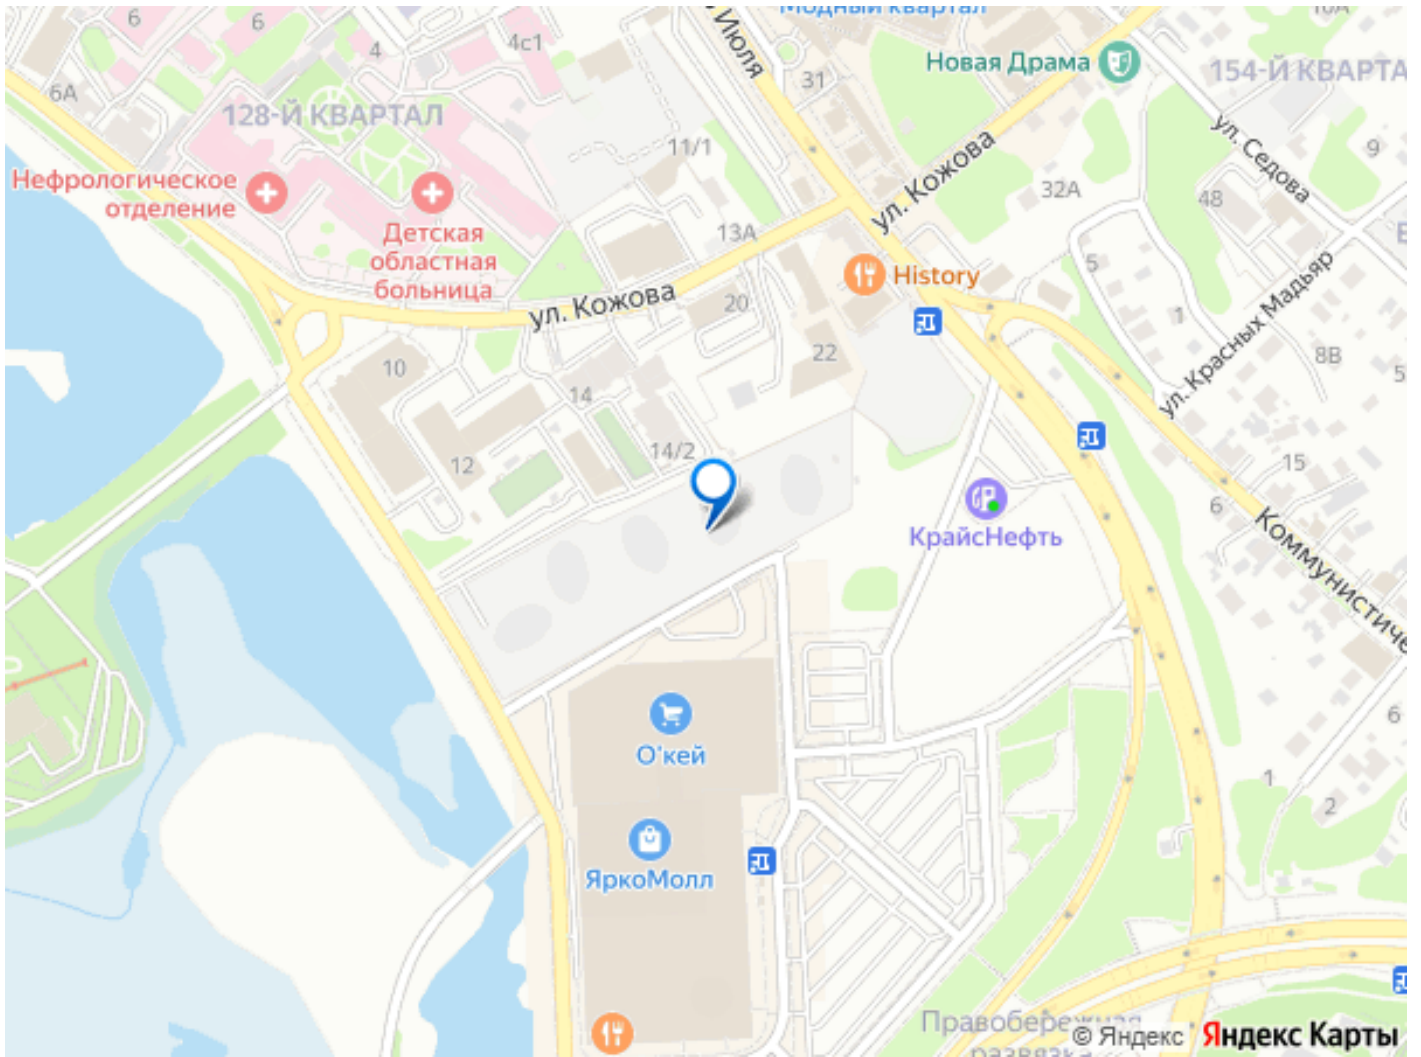 Модный квартал
6
6
4
4с1
Июля
Новая Драма
10А
154-Й КВАРТА
6А
31
128-Й КВАРТАЛ
11/1
ул. Седова
9
Нефрологическое
отделение
ул. Кожова
32А
48
Детская
областная
больница
13А
5
History
ул. Кожова
20
1
ул. Красных Мадьяр
22
8В
5
10
14
14/2
12
15
6
КрайсНефть
Коммунистиче
О'кей
6
1
2
ЯркоМолл
Правобережная
развязка
© Яндекс
Яндекс Карты